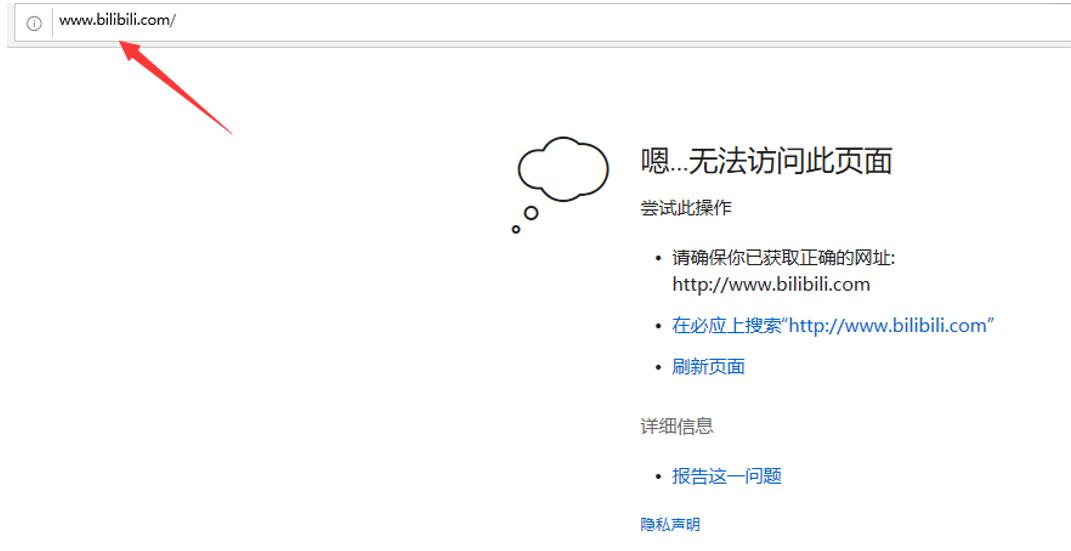 www.bilibili.com/
嗯...无法访问此页面
尝试此操作
• 请确保你已获取正确的网址:
http://www.bilibili.com
• 在必应上搜索“http://www.bilibili.com”
• 刷新页面
详细信息
• 报告这一问题
隐私声明